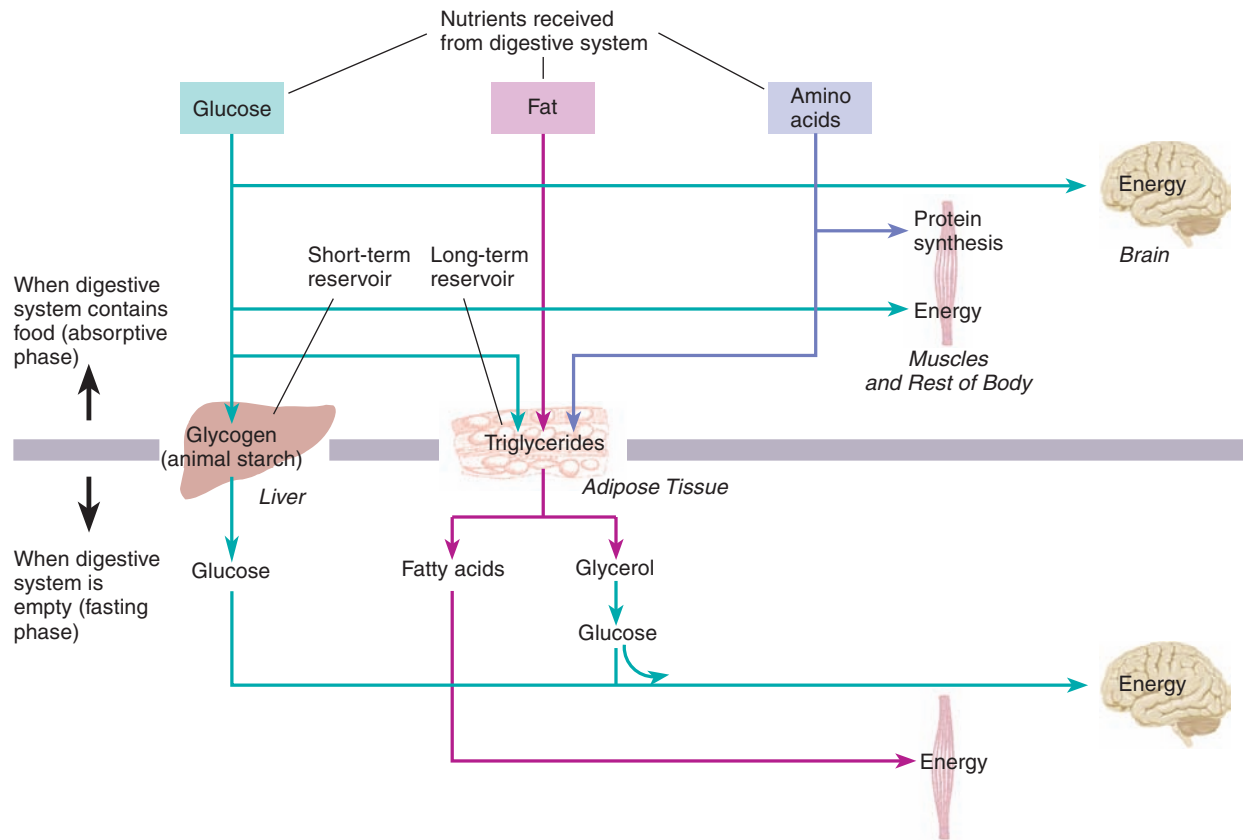 Nutrients received
from digestive system
Glucose
Fat
Amino
acids
Energy
Brain
Protein
synthesis
Energy
Muscles
and Rest of Body
Short-term
reservoir
Long-term
reservoir
When digestive
system contains
food (absorptive
phase)
Glycogen
(animal starch)
Liver
Triglycerides
Adipose Tissue
When digestive
system is
empty (fasting
phase)
Glucose
Fatty acids
Glycerol
Glucose
Energy
Energy